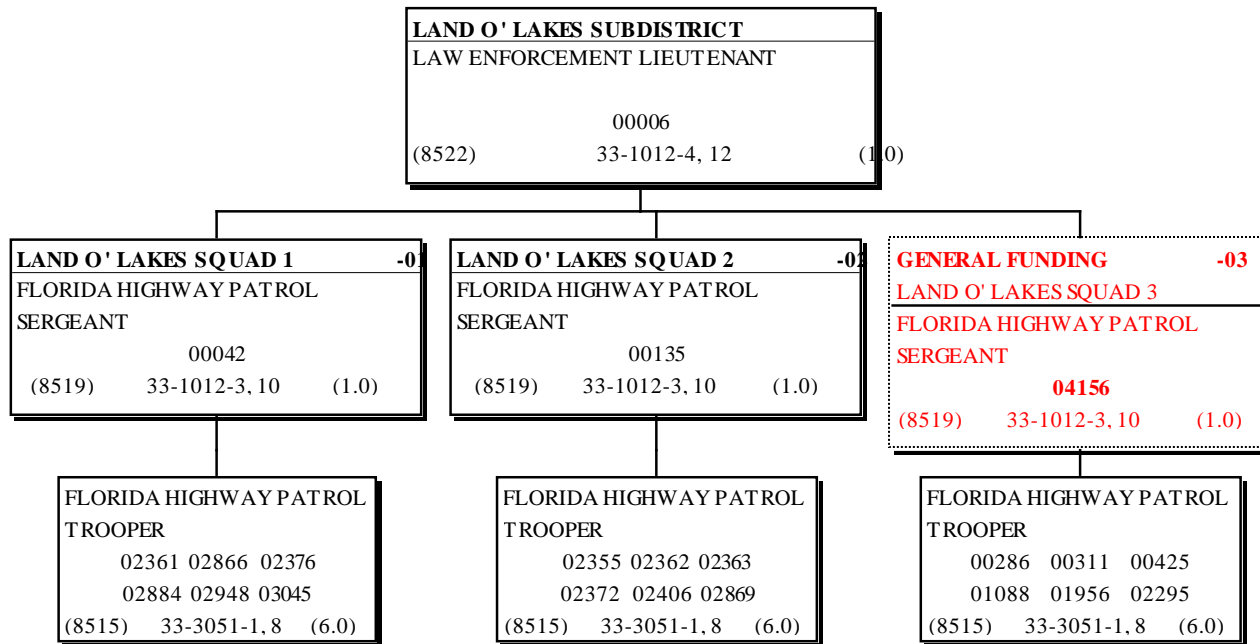 LAND O' LAKES SUBDISTRICT
LAW ENFORCEMENT LIEUTENANT
00006
(8522) 33-1012-4, 12 (1.0)
LAND O' LAKES SQUAD 1 -01
FLORIDA HIGHWAY PATROL
SERGEANT
00042
(8519) 33-1012-3, 10 (1.0)
LAND O' LAKES SQUAD 2 -02
FLORIDA HIGHWAY PATROL
SERGEANT
00135
(8519) 33-1012-3, 10 (1.0)
GENERAL FUNDING -03
LAND O' LAKES SQUAD 3
FLORIDA HIGHWAY PATROL
SERGEANT
04156
(8519) 33-1012-3, 10 (1.0)
FLORIDA HIGHWAY PATROL
TROOPER
02361 02866 02376
02884 02948 03045
(8515) 33-3051-1, 8 (6.0)
FLORIDA HIGHWAY PATROL
TROOPER
02355 02362 02363
02372 02406 02869
(8515) 33-3051-1, 8 (6.0)
FLORIDA HIGHWAY PATROL
TROOPER
00286 00311 00425
01088 01956 02295
(8515) 33-3051-1, 8 (6.0)